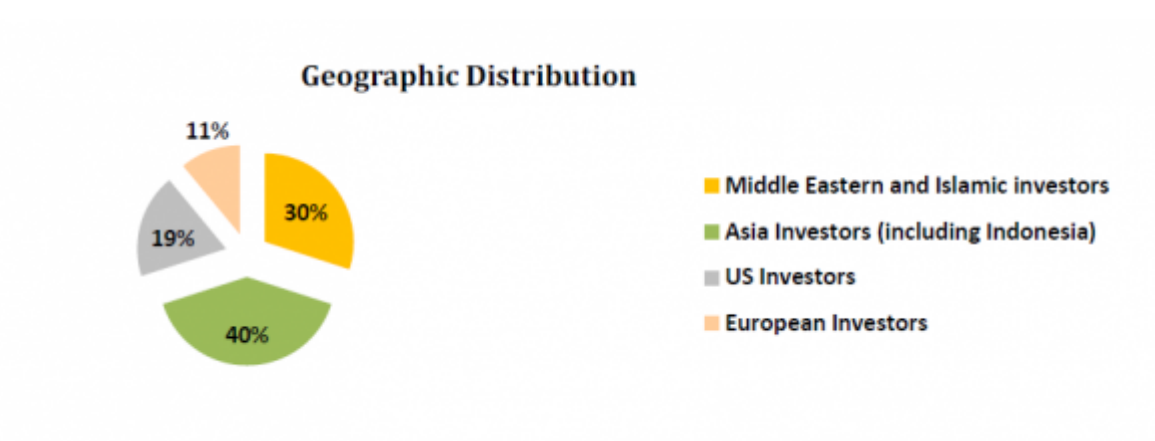 Geographic Distribution
11%
30%
19%
40%
Middle Eastern and Islamic investors
Asia Investors (including Indonesia)
US Investors
European Investors